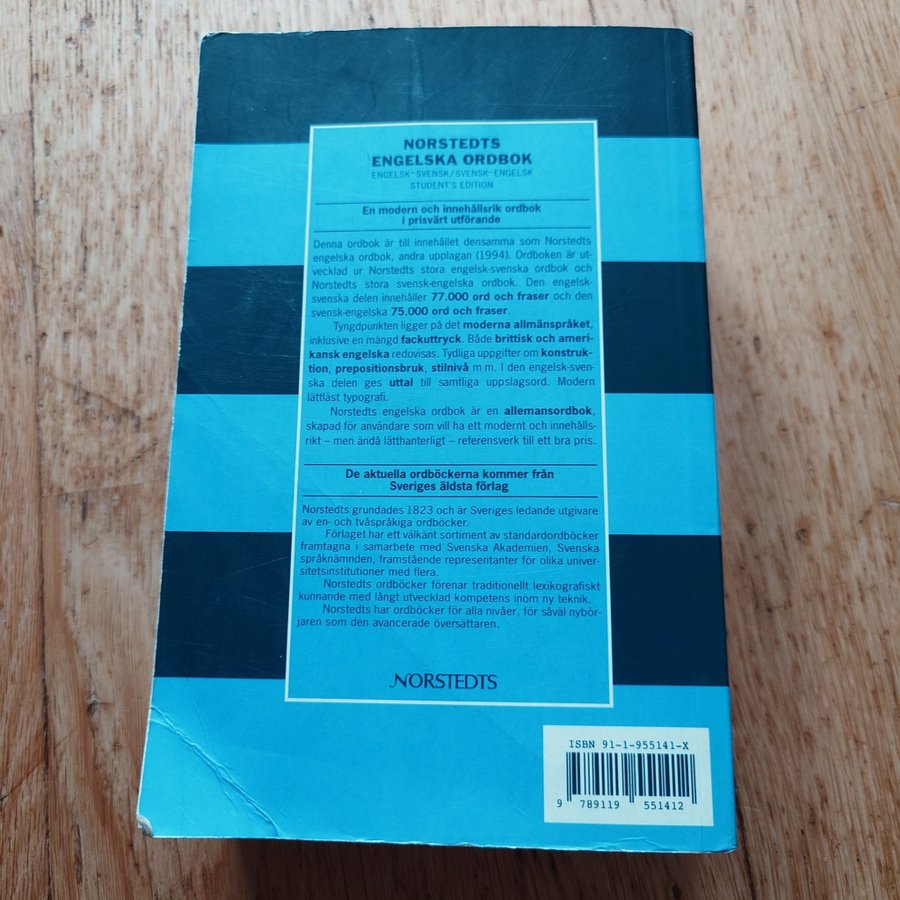 NORSTEDTS
ENGELSKA ORDBOK
ENGELSK-SVENSK/SVENSK-ENGELSK
STUDENT'S EDITION
En modern och innehållsrik ordbok
i prisvärt utförande
Denna ordbok är till innehållet densamma som Norstedts
engelska ordbok, andra upplagan (1994). Ordboken är ut-
vecklad ur Norstedts stora engelsk-svenska ordbok och
Norstedts stora svensk-engelska ordbok. Den engelsk-
svenska delen innehåller 77.000 ord och fraser och den
svensk-engelska 75.000 ord och fraser.
Tyngdpunkten ligger på det moderna allmänspråket,
inklusive en mängd fackuttryck. Både brittisk och ameri-
kansk engelska redovisas. Tydliga uppgifter om konstruk-
tion, prepositionsbruk, stilnivå m m. I den engelsk-sven-
ska delen ges uttal till samtliga uppslagsord. Modern
lättläst typografi.
Norstedts engelska ordbok är en allemansordbok,
skapad för användare som vill ha ett modernt och innehålls-
rikt – men ändå lätthanterligt – referensverk till ett bra pris.
De aktuella ordböckerna kommer från
Sveriges äldsta förlag
Norstedts grundades 1823 och är Sveriges ledande utgivare
av en- och tvåspråkiga ordböcker.
Förlaget har ett välkänt sortiment av standardordböcker
framtagna i samarbete med Svenska Akademien, Svenska
språknämnden, framstående representanter för olika univer-
sitetsinstitutioner med flera.
Norstedts ordböcker förenar traditionellt lexikografiskt
kunnande med långt utvecklad kompetens inom ny teknik.
Norstedts har ordböcker för alla nivåer, för såväl nybör-
jaren som den avancerade översättaren.
NORSTEDTS
ISBN 91-1-955141-X
9 789119 551412